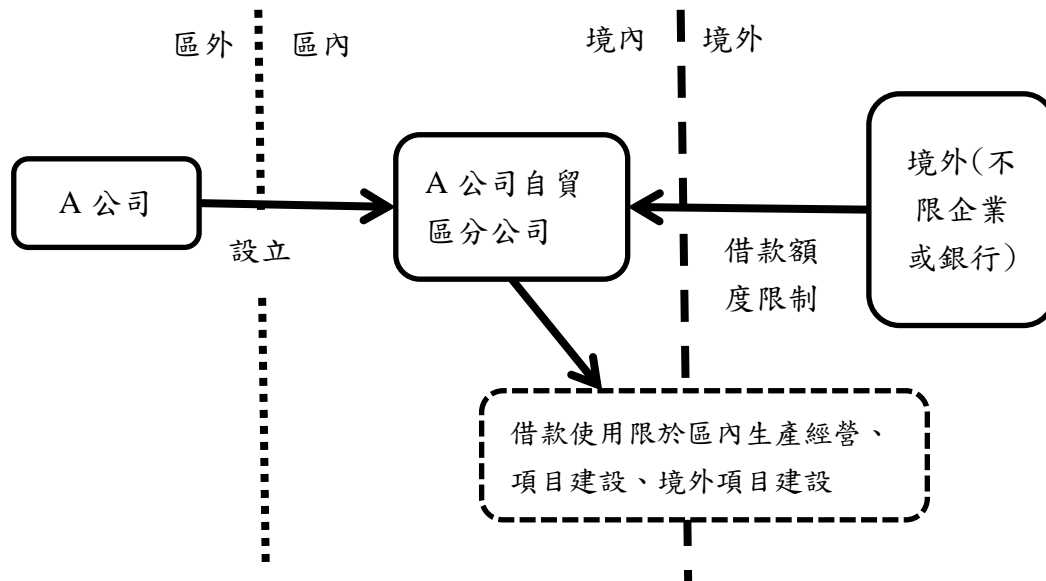 區外
區內
境內
境外
A 公司
A 公司自貿
區分公司
境外(不
限企業
或銀行)
設立
借款額
度限制
借款使用限於區內生產經營、
項目建設、境外項目建設